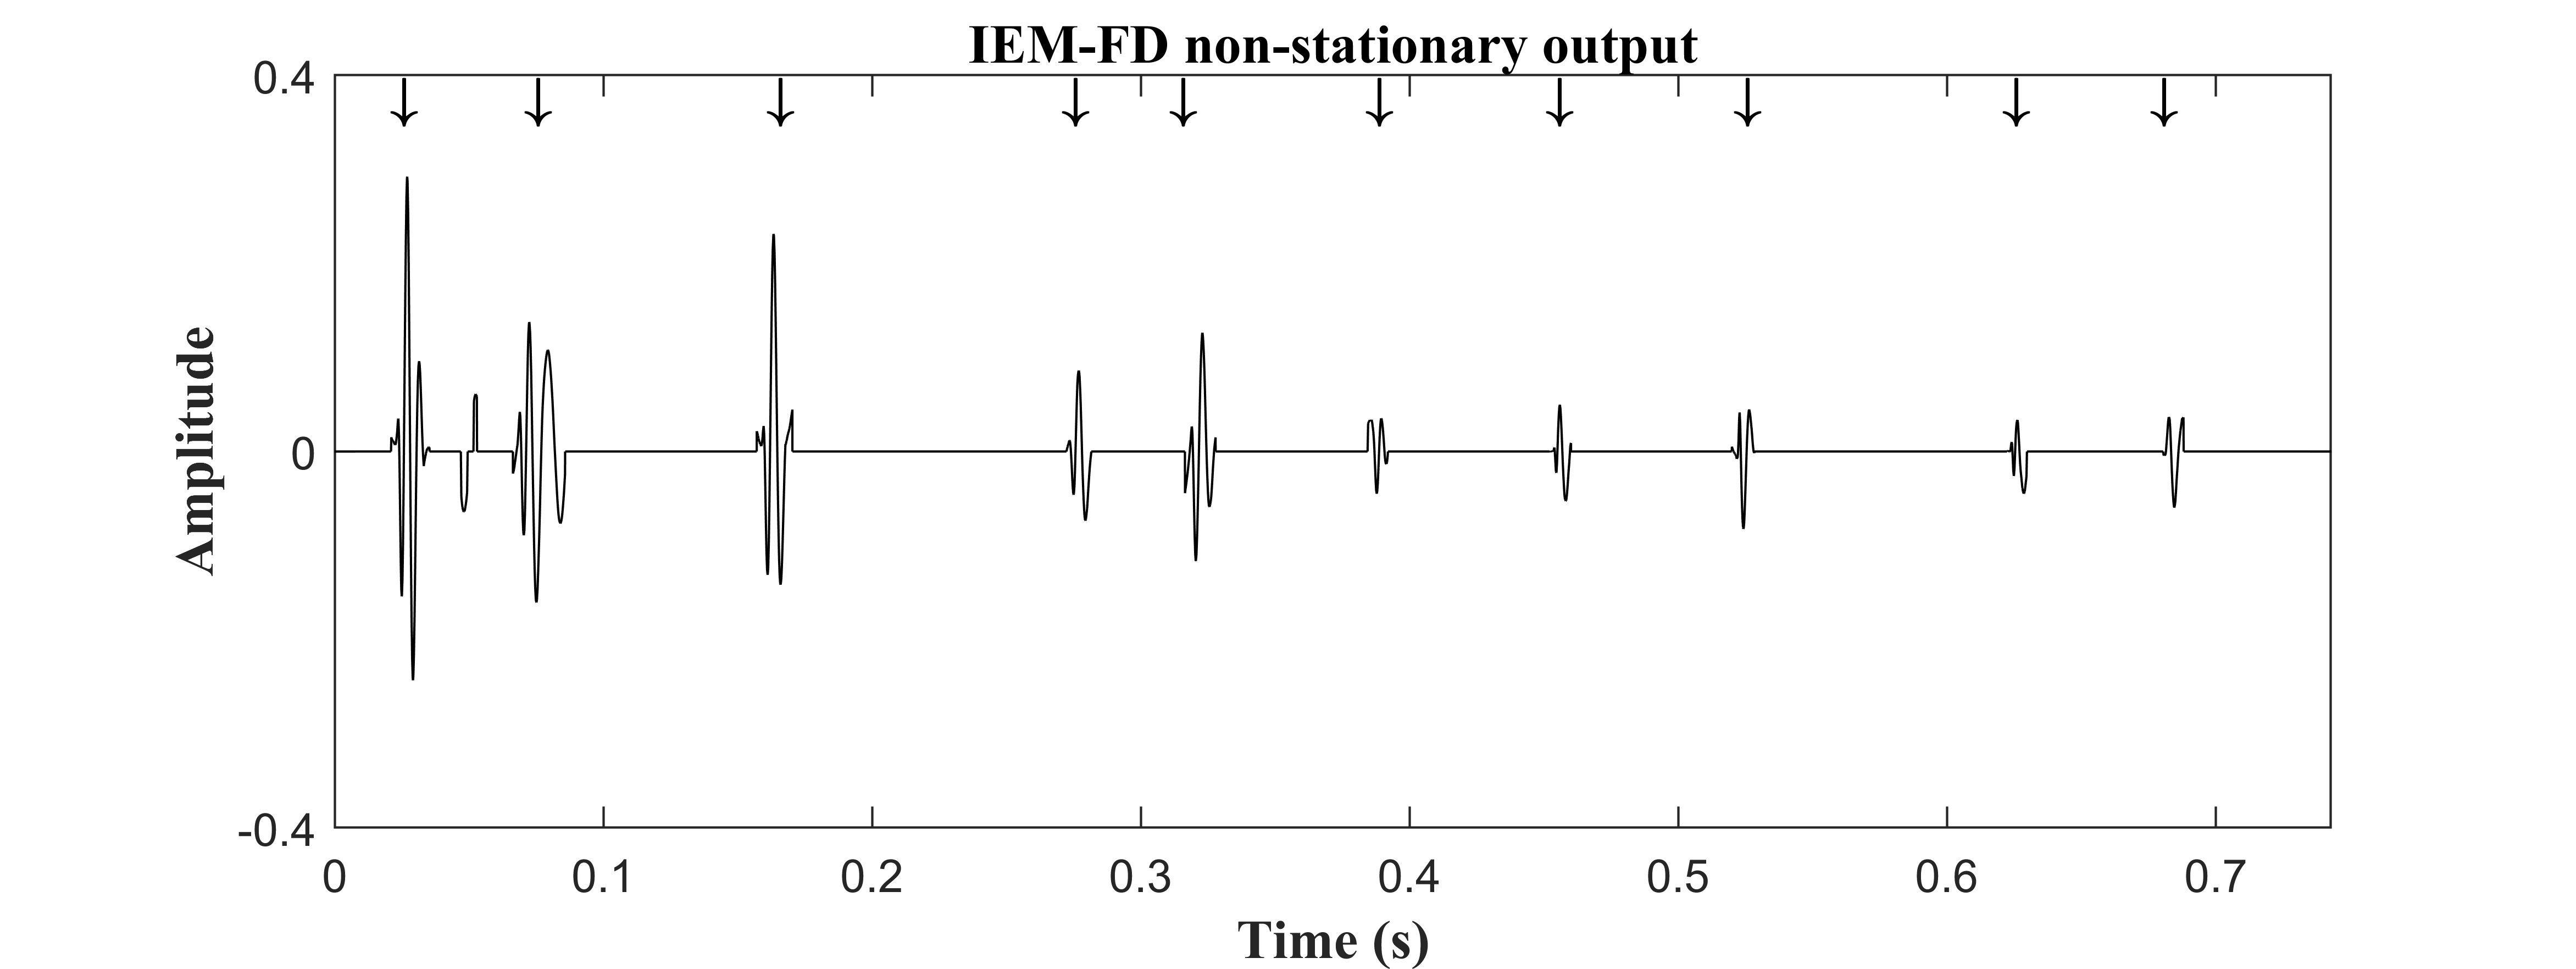 IEM-FD non-stationary output
0.4
0
-0.4
Amplitude
0 0.1 0.2 0.3 0.4 0.5 0.6 0.7
Time (s)